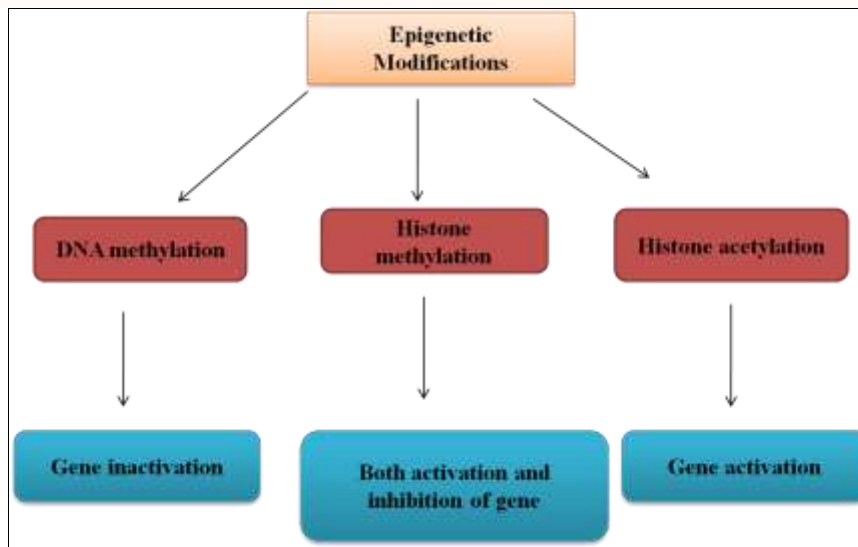 Epigenetic
Modifications
DNA methylation
Histone
methylation
Histone acetylation
Gene inactivation
Both activation and
inhibition of gene
Gene activation